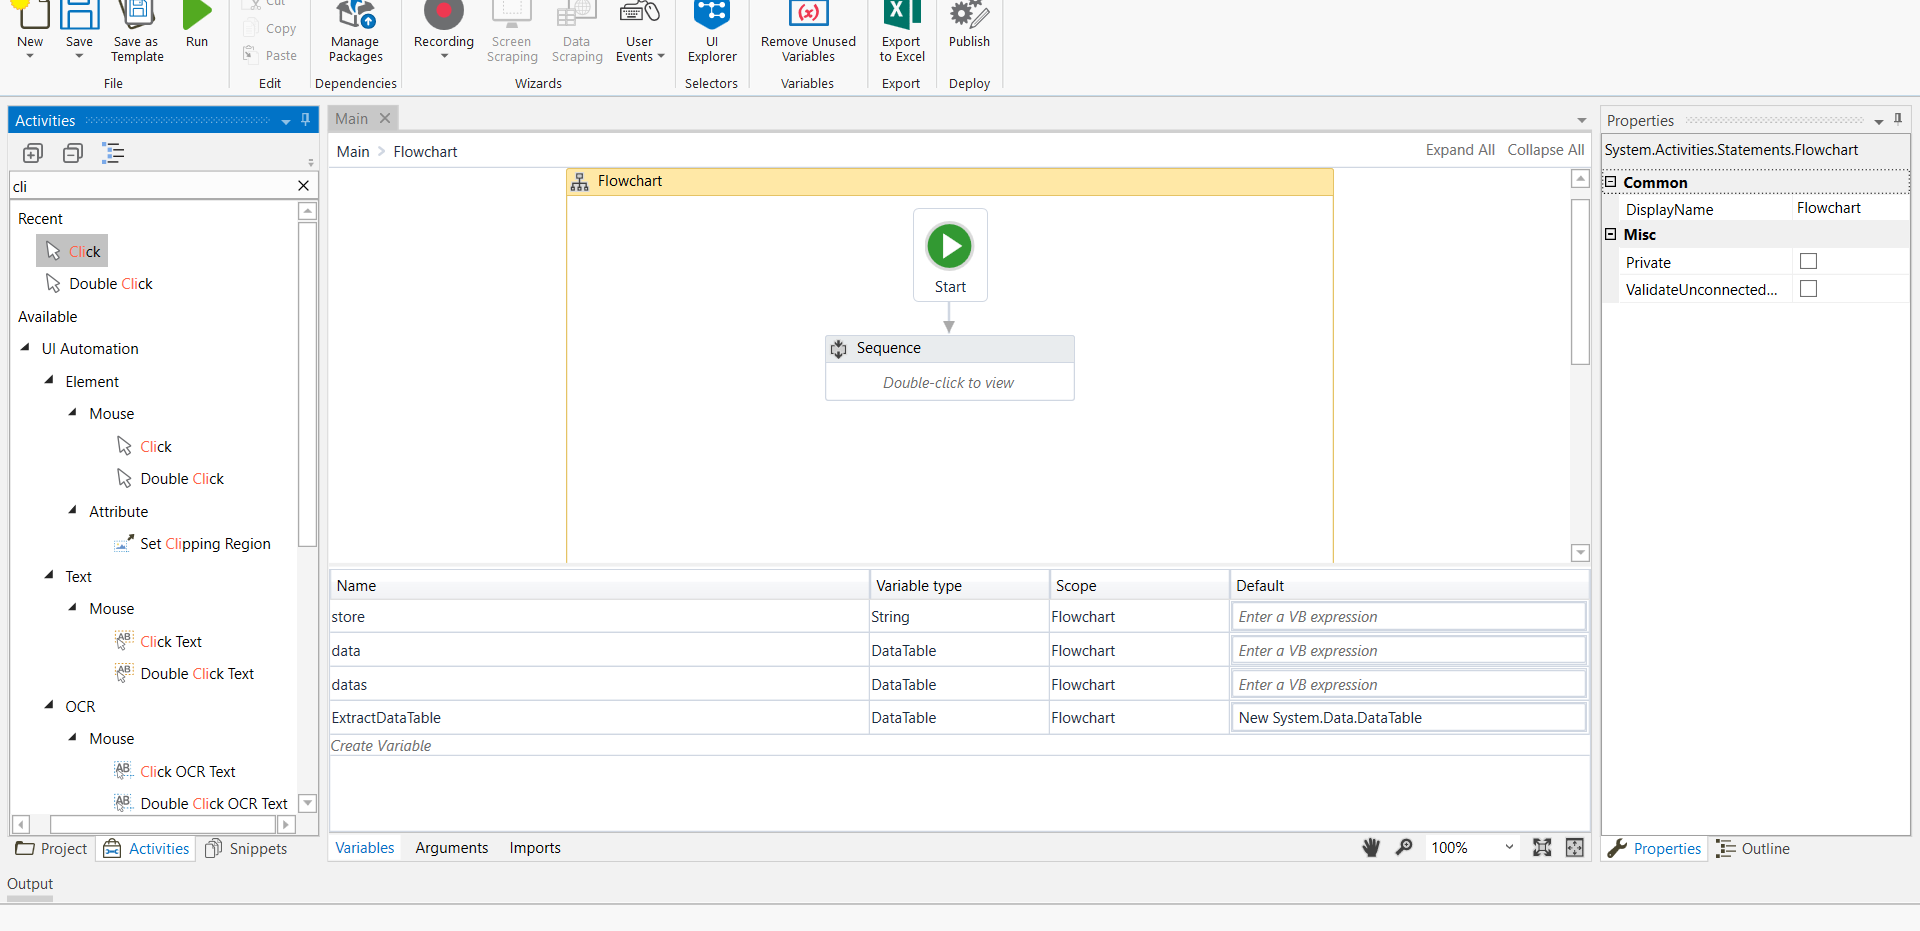 New
Save
Save as
Template
Run
File
Cut
Copy
Paste
Edit
Manage
Packages
Dependencies
Recording
Screen
Scraping
Data
Scraping
User
Events
Wizards
UI
Explorer
Selectors
Remove Unused
Variables
Variables
Export
to Excel
Export
Publish
Deploy
Activities
cli
Recent
Click
Double Click
Available
UI Automation
Element
Mouse
Click
Double Click
Attribute
Set Clipping Region
Text
Mouse
AB Click Text
AB Double Click Text
OCR
Mouse
AB Click OCR Text
AB Double Click OCR Text
Project
Activities
Snippets
Main
Main > Flowchart
Expand All
Collapse All
Flowchart
Start
Sequence
Double-click to view
Name Variable type Scope Default
store String Flowchart Enter a VB expression
data DataTable Flowchart Enter a VB expression
datas DataTable Flowchart Enter a VB expression
ExtractDataTable DataTable Flowchart New System.Data.DataTable
Create Variable
Variables
Arguments
Imports
100%
Properties
System.Activities.Statements.Flowchart
Common
DisplayName Flowchart
Misc
Private
ValidateUnconnected...
Properties
Outline
Output